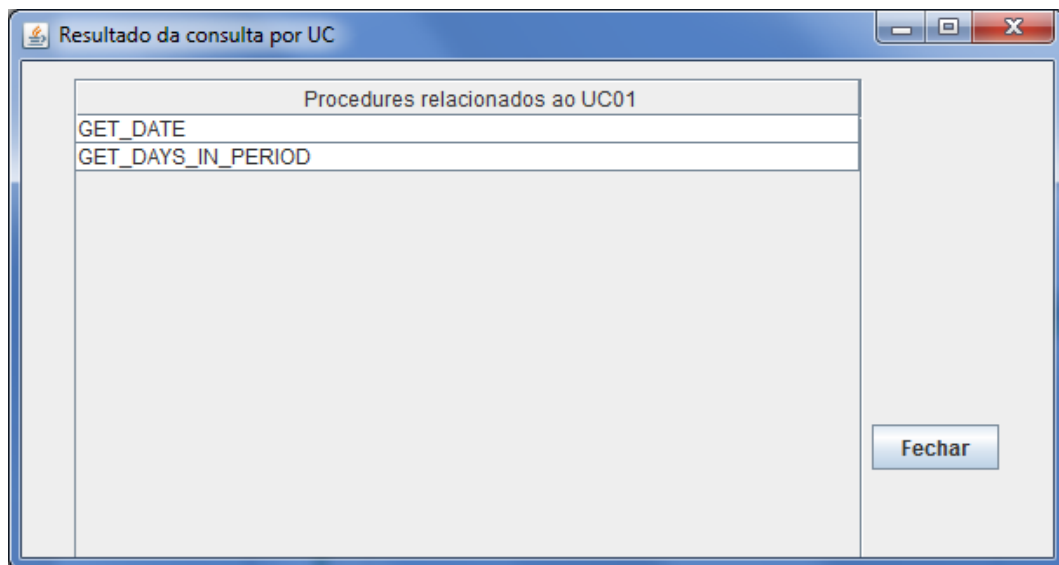 Resultado da consulta por UC
Procedures relacionados ao UC01
GET_DATE
GET_DAYS_IN_PERIOD
Fechar